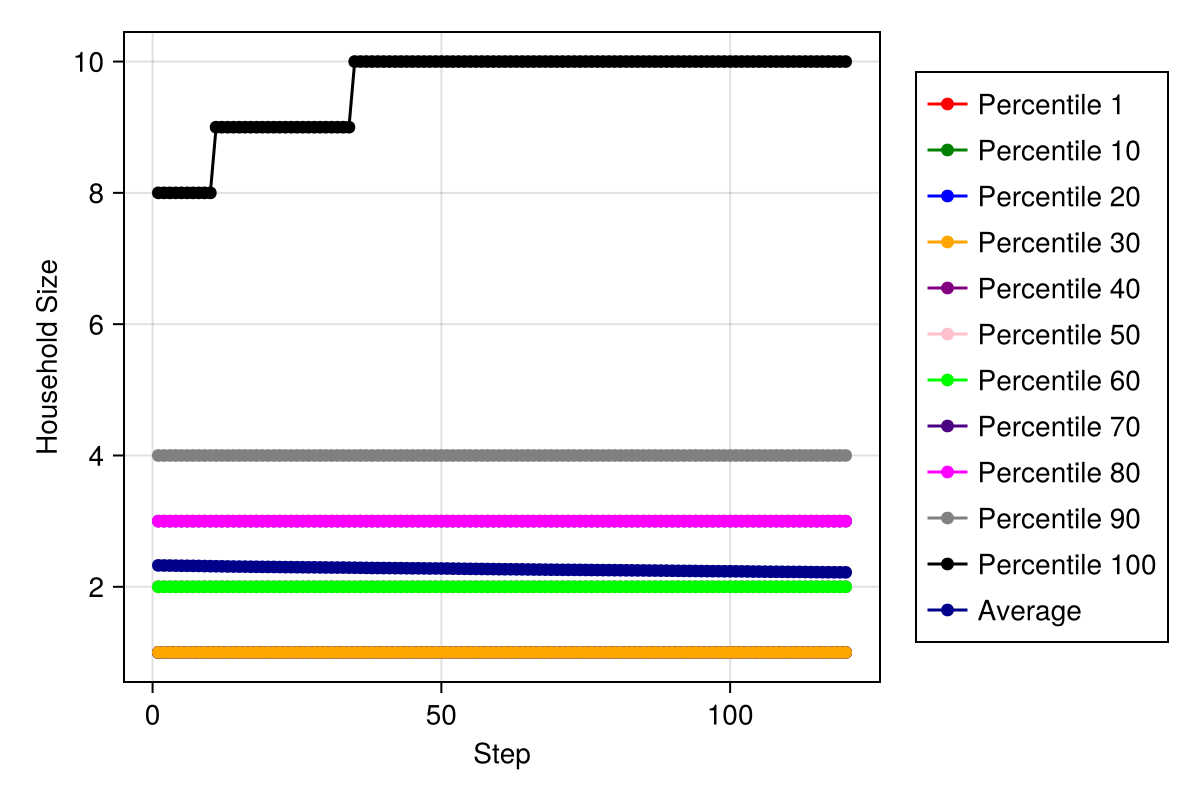 10
8
6
4
2
Household Size
0
50
100
Step
Percentile 1
Percentile 10
Percentile 20
Percentile 30
Percentile 40
Percentile 50
Percentile 60
Percentile 70
Percentile 80
Percentile 90
Percentile 100
Average